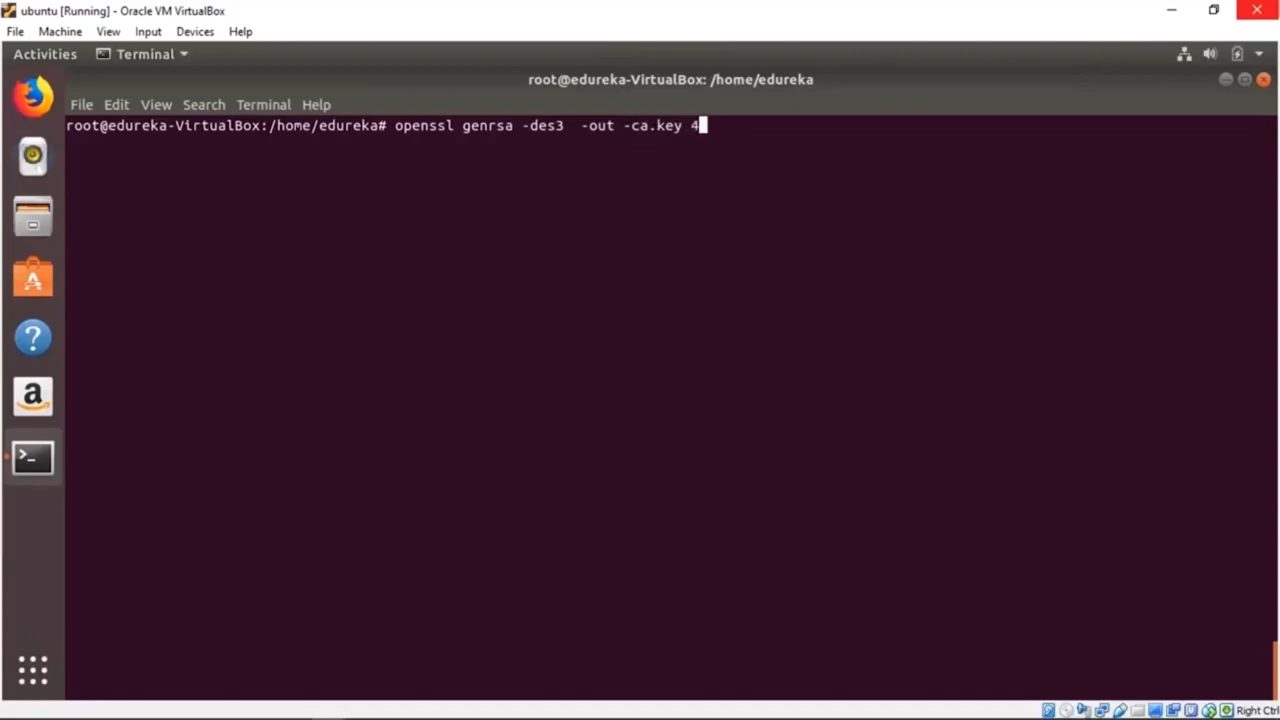 ubuntu [Running] - Oracle VM VirtualBox
File Machine View Input Devices Help
Activities Terminal
root@edureka-VirtualBox: /home/edureka
File Edit View Search Terminal Help
root@edureka-VirtualBox:/home/edureka# openssl genrsa -des3  -out -ca.key 4
Right Ctrl